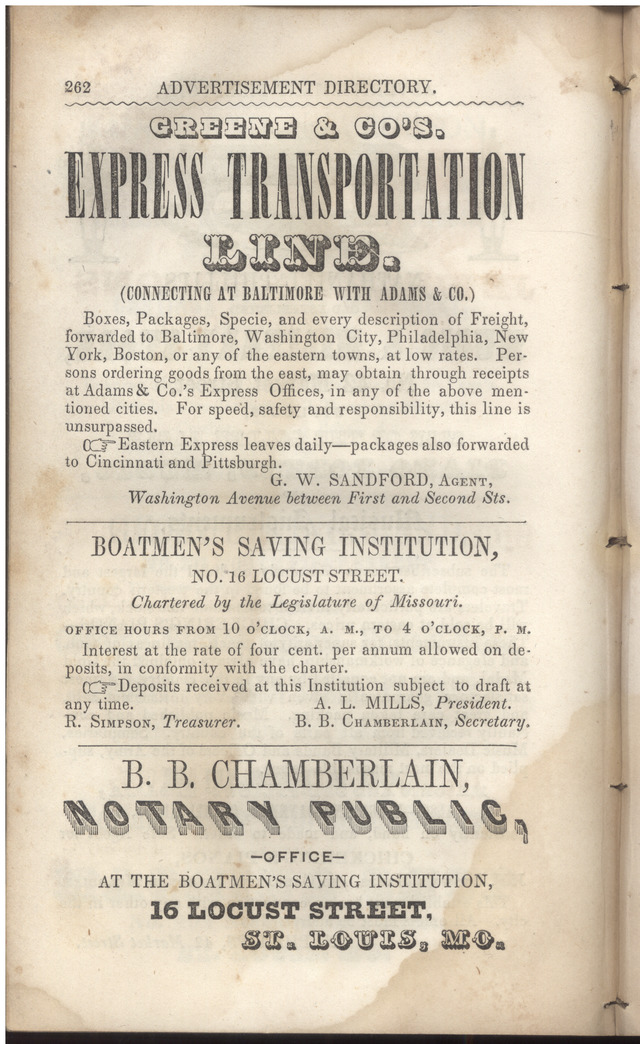 262 ADVERTISEMENT DIRECTORY.
GREENE & CO'S.
EXPRESS TRANSPORTATION
LINE.
(CONNECTING AT BALTIMORE WITH ADAMS & CO.)
Boxes, Packages, Specie, and every description of Freight,
forwarded to Baltimore, Washington City, Philadelphia, New
York, Boston, or any of the eastern towns, at low rates. Per-
sons ordering goods from the east, may obtain through receipts
at Adams & Co.'s Express Offices, in any of the above men-
tioned cities. For speed, safety and responsibility, this line is
unsurpassed.
☞Eastern Express leaves daily—packages also forwarded
to Cincinnati and Pittsburgh.
G. W. SANDFORD, AGENT,
Washington Avenue between First and Second Sts.
BOATMEN'S SAVING INSTITUTION,
NO. 16 LOCUST STREET.
Chartered by the Legislature of Missouri.
OFFICE HOURS FROM 10 O'CLOCK, A. M., TO 4 O'CLOCK, P. M.
Interest at the rate of four cent. per annum allowed on de-
posits, in conformity with the charter.
☞Deposits received at this Institution subject to draft at
any time. A. L. MILLS, President.
R. SIMPSON, Treasurer. B. B. CHAMBERLAIN, Secretary.
B. B. CHAMBERLAIN,
NOTARY PUBLIC,
—OFFICE—
AT THE BOATMEN'S SAVING INSTITUTION,
16 LOCUST STREET,
ST. LOUIS, MO.